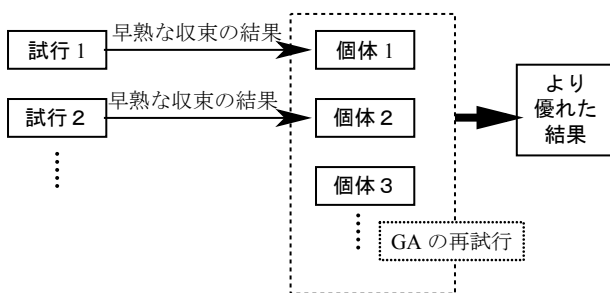 試行 1
早熟な収束の結果
個体 1
試行２
早熟な収束の結果
個体２
個体３
GA の再試行
より
優れた
結果